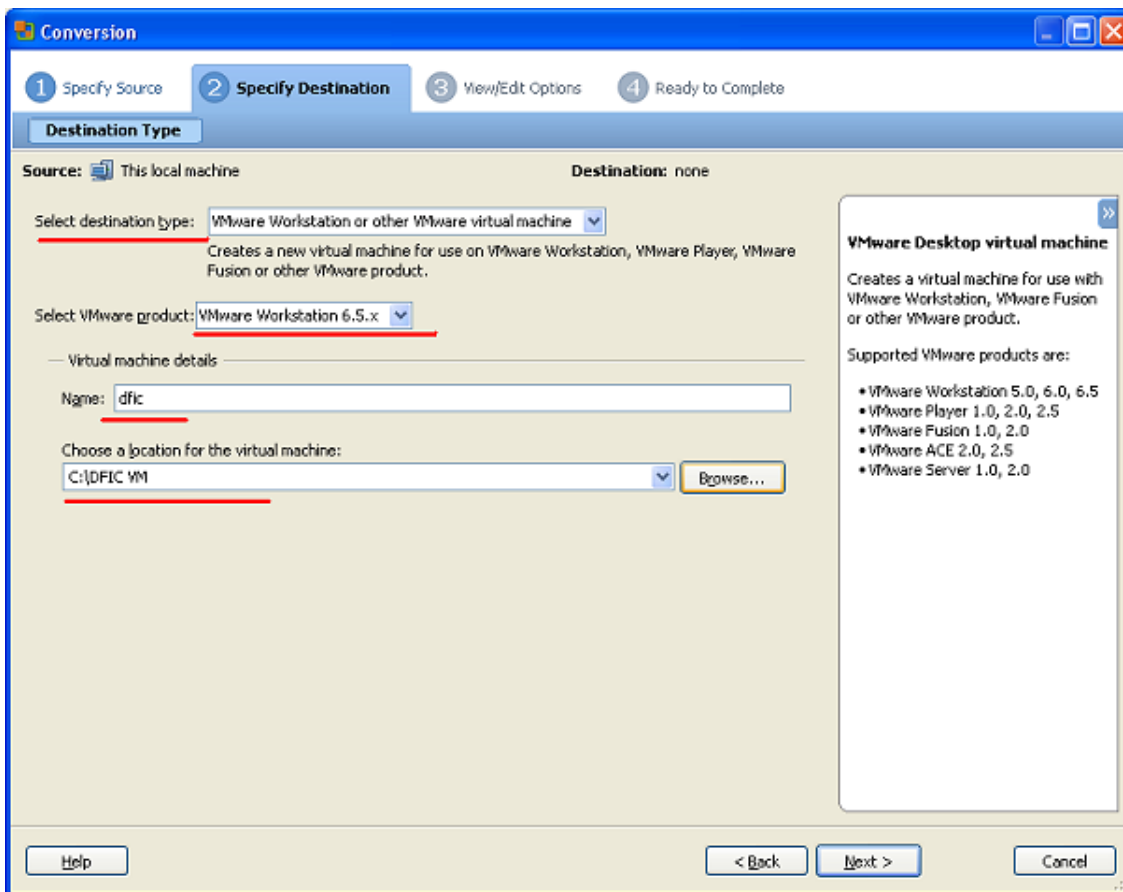 Conversion
1 Specify Source 2 Specify Destination 3 View/Edit Options 4 Ready to Complete
Destination Type
Source: This local machine Destination: none
Select destination type: VMware Workstation or other VMware virtual machine
Creates a new virtual machine for use on VMware Workstation, VMware Player, VMware
Fusion or other VMware product.
Select VMware product: VMware Workstation 6.5.x
Virtual machine details
Name: dfic
Choose a location for the virtual machine:
C:\DFIC VM Browse...
»
VMware Desktop virtual machine
Creates a virtual machine for use with
VMware Workstation, VMware Fusion
or other VMware product.
Supported VMware products are:
• VMware Workstation 5.0, 6.0, 6.5
• VMware Player 1.0, 2.0, 2.5
• VMware Fusion 1.0, 2.0
• VMware ACE 2.0, 2.5
• VMware Server 1.0, 2.0
Help < Back Next > Cancel